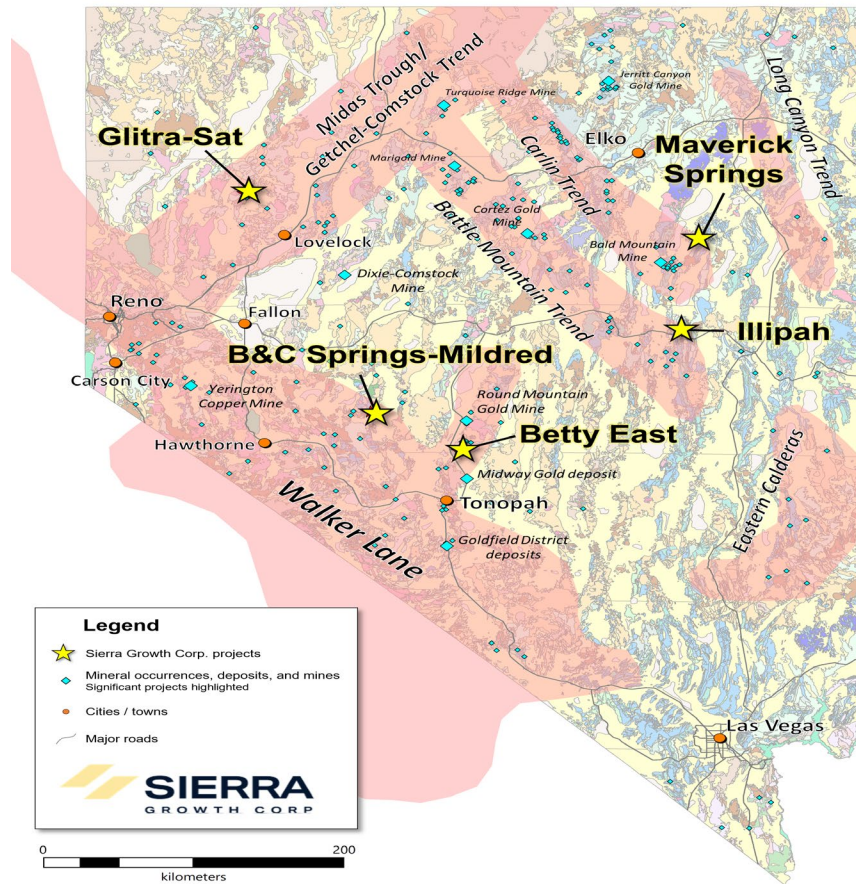 Midas Trough/
Getchel-Comstock Trend
Jerritt Canyon
Gold Mine
Turquoise Ridge Mine
Long Canyon Trend
Glitra-Sat
Elko
Maverick
Springs
Marigold Mine
Carlin Trend
Cortez Gold
Mine
Lovelock
Battle Mountain Trend
Bald Mountain
Mine
Dixie-Comstock
Mine
Reno
Fallon
Illipah
B&C Springs-Mildred
Carson City
Yerington
Copper Mine
Round Mountain
Gold Mine
Betty East
Hawthorne
Midway Gold deposit
Walker Lane
Tonopah
Eastern Calderas
Goldfield District
deposits
Legend
Sierra Growth Corp. projects
Mineral occurrences, deposits, and mines
Significant projects highlighted
Cities / towns
Major roads
Las Vegas
SIERRA
GROWTH CORP
0 200
kilometers